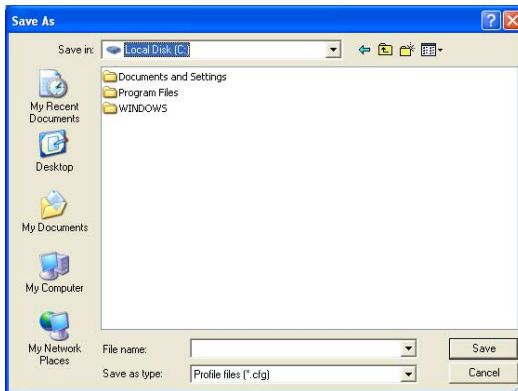 Save As
Save in:
Local Disk (C:)
Documents and Settings
Program Files
WINDOWS
My Recent
Documents
Desktop
My Documents
My Computer
My Network
Places
File name:
Save
Save as type:
Profile files (*.cfg)
Cancel